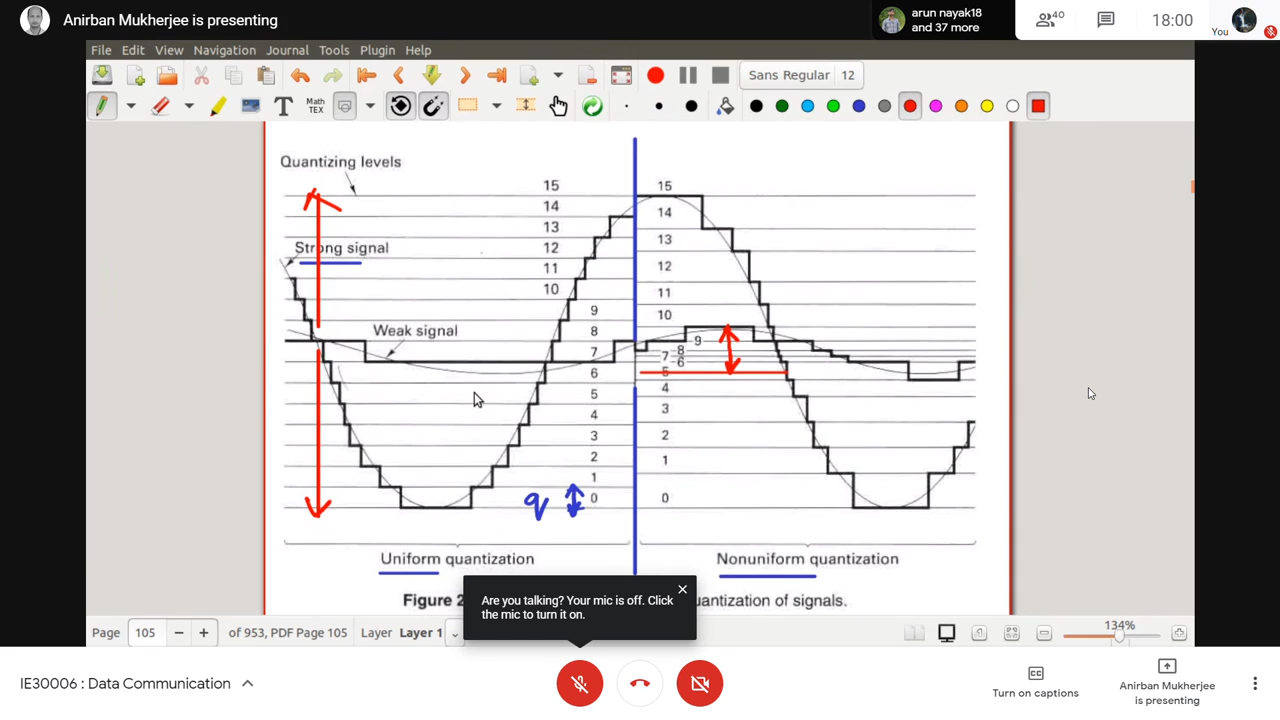 Anirban Mukherjee is presenting
arun nayak18
and 37 more
40
18:00
You
File Edit View Navigation Journal Tools Plugin Help
Sans Regular 12
T
Math
TEX
Quantizing levels
Strong signal
Weak signal
15
14
13
12
11
10
9
8
7
6
5
4
3
2
1
0
q
15
14
13
12
11
10
9
8
7
6
5
4
3
2
1
0
Uniform quantization
Nonuniform quantization
Figure 2
antization of signals.
Are you talking? Your mic is off. Click
the mic to turn it on.
Page 105 of 953, PDF Page 105 Layer Layer 1
134%
IE30006 : Data Communication
CC
Turn on captions
Anirban Mukherjee
is presenting